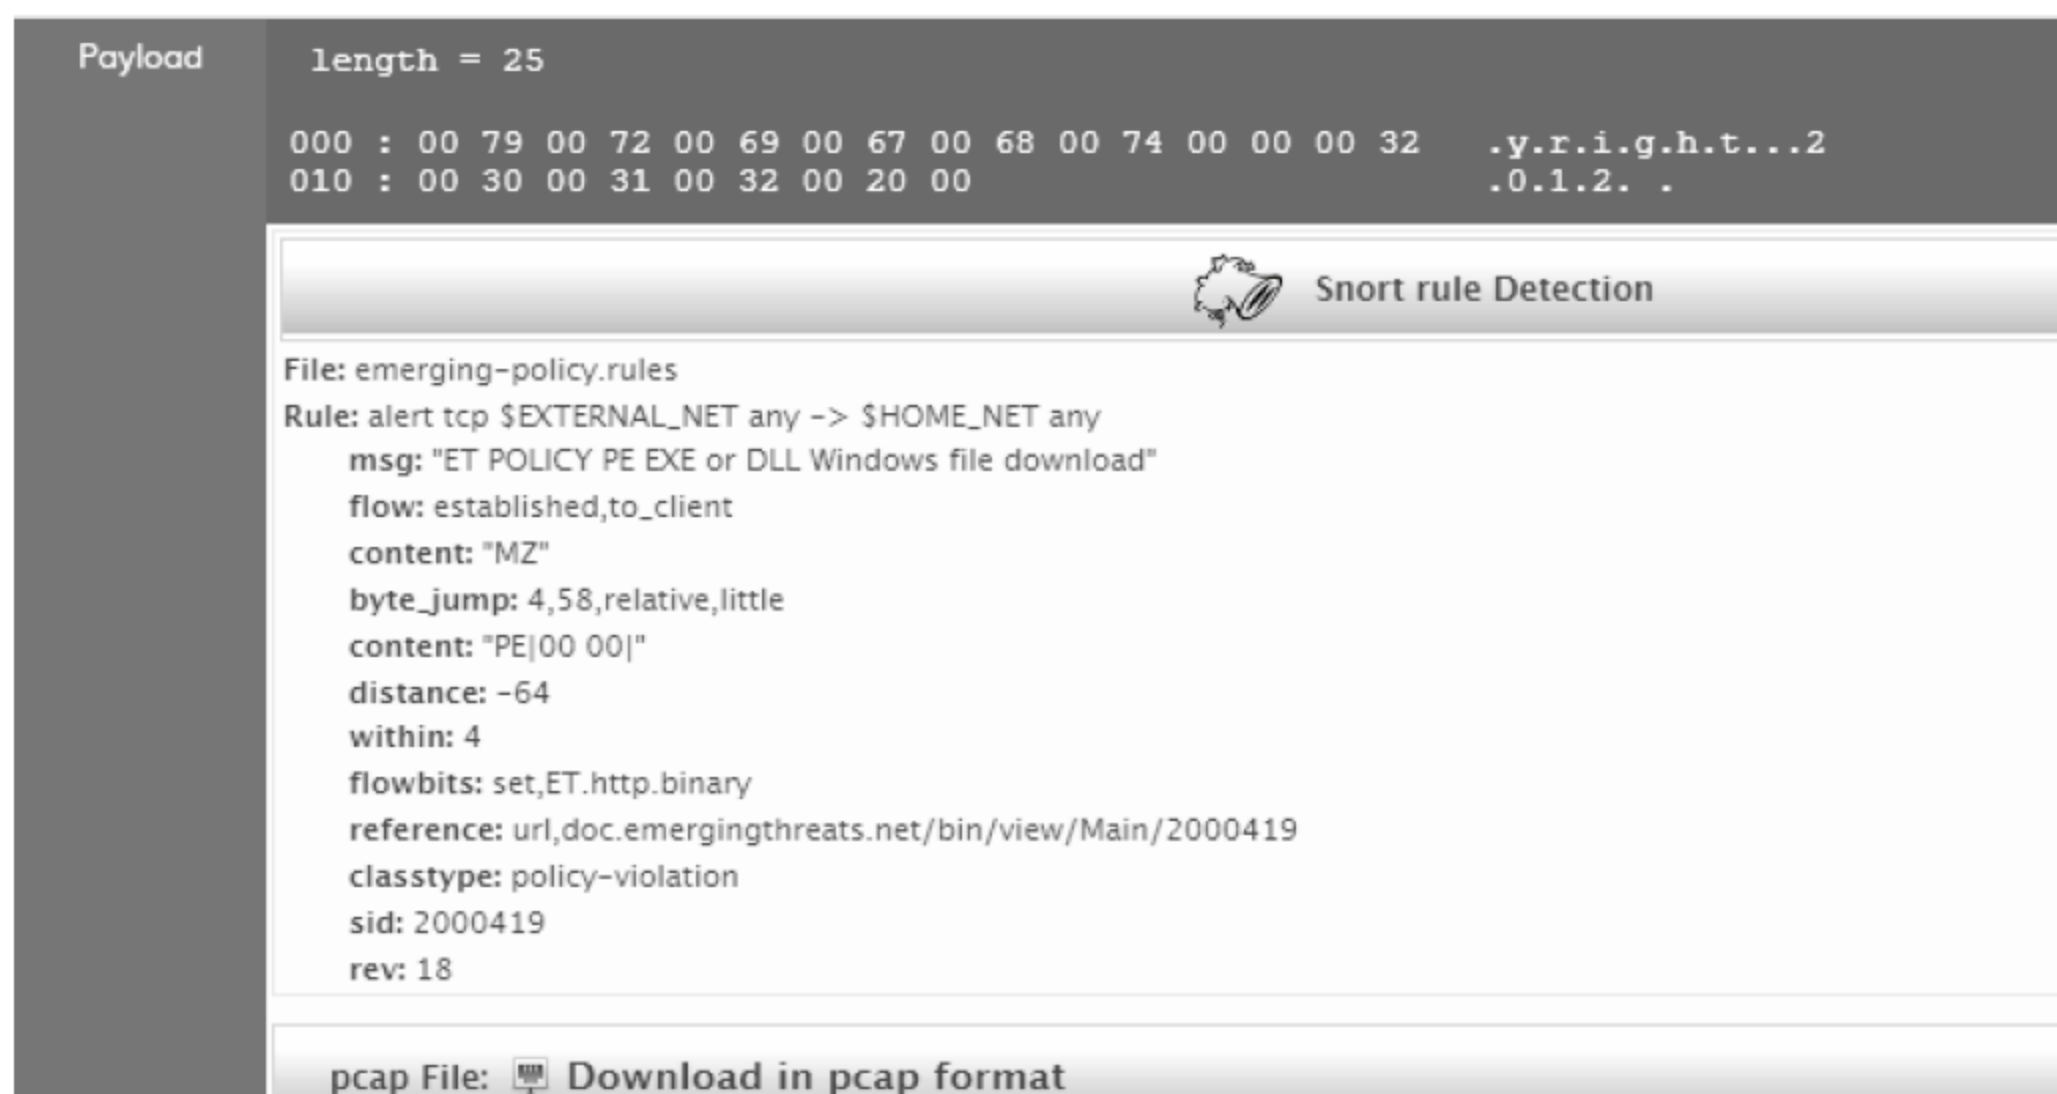 Payload
length = 25
000 : 00 79 00 72 00 69 00 67 00 68 00 74 00 00 00 32   .y.r.i.g.h.t...2
010 : 00 30 00 31 00 32 00 20 00   .0.1.2. .
Snort rule Detection
File: emerging-policy.rules
Rule: alert tcp $EXTERNAL_NET any -> $HOME_NET any
msg: "ET POLICY PE EXE or DLL Windows file download"
flow: established,to_client
content: "MZ"
byte_jump: 4,58,relative,little
content: "PE|00 00|"
distance: -64
within: 4
flowbits: set,ET.http.binary
reference: url,doc.emergingthreats.net/bin/view/Main/2000419
classtype: policy-violation
sid: 2000419
rev: 18
pcap File: Download in pcap format